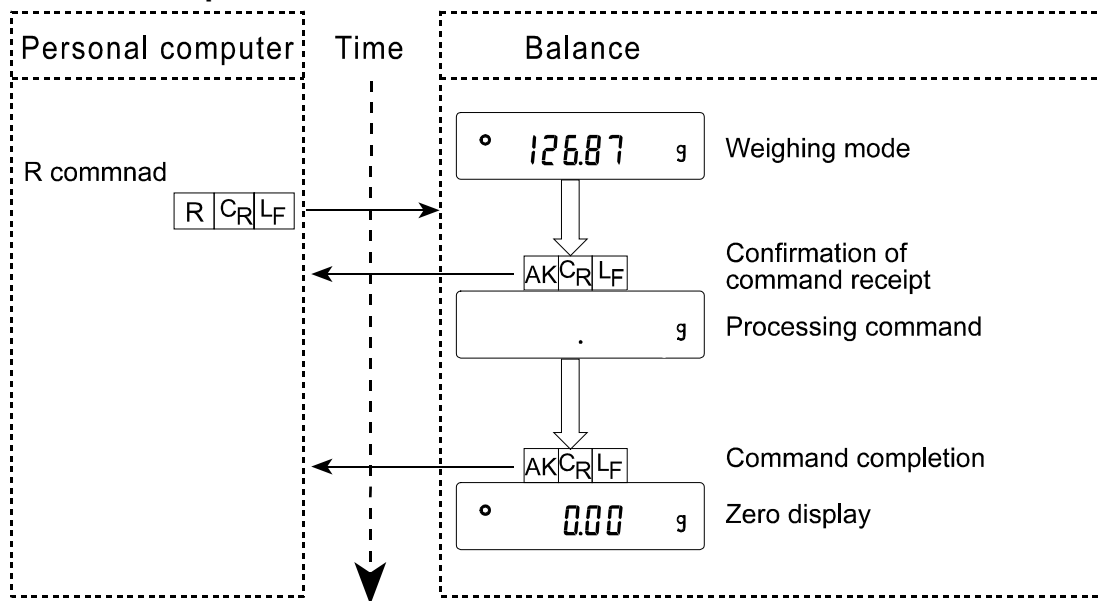 Personal computer
Time
Balance
126.87 g
Weighing mode
R commnad
R CR LF
AK CR LF
Confirmation of
command receipt
. g
Processing command
AK CR LF
Command completion
0.00 g
Zero display